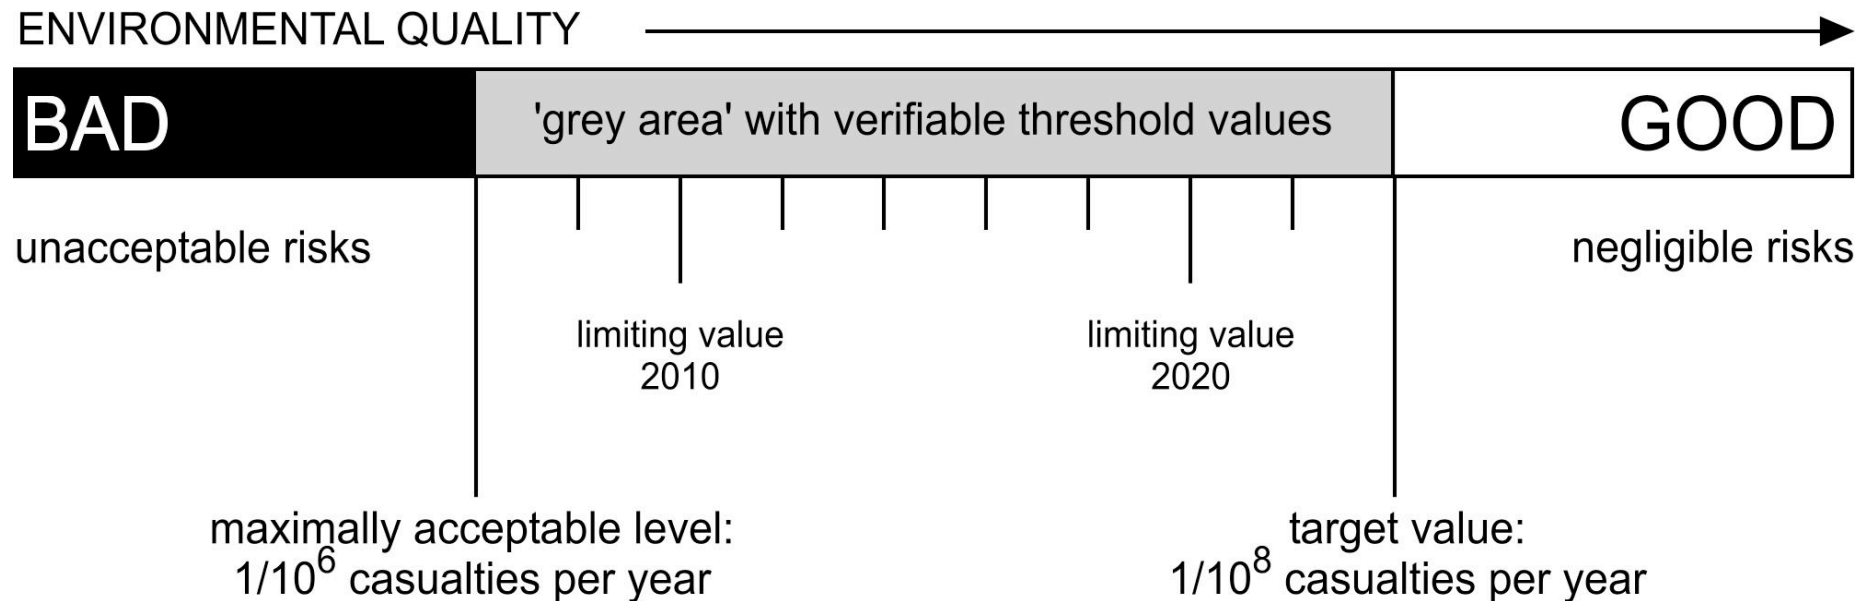 ENVIRONMENTAL QUALITY
BAD
'grey area' with verifiable threshold values
GOOD
unacceptable risks
negligible risks
limiting value
2010
limiting value
2020
maximally acceptable level:
1/10⁶ casualties per year
target value:
1/10⁸ casualties per year